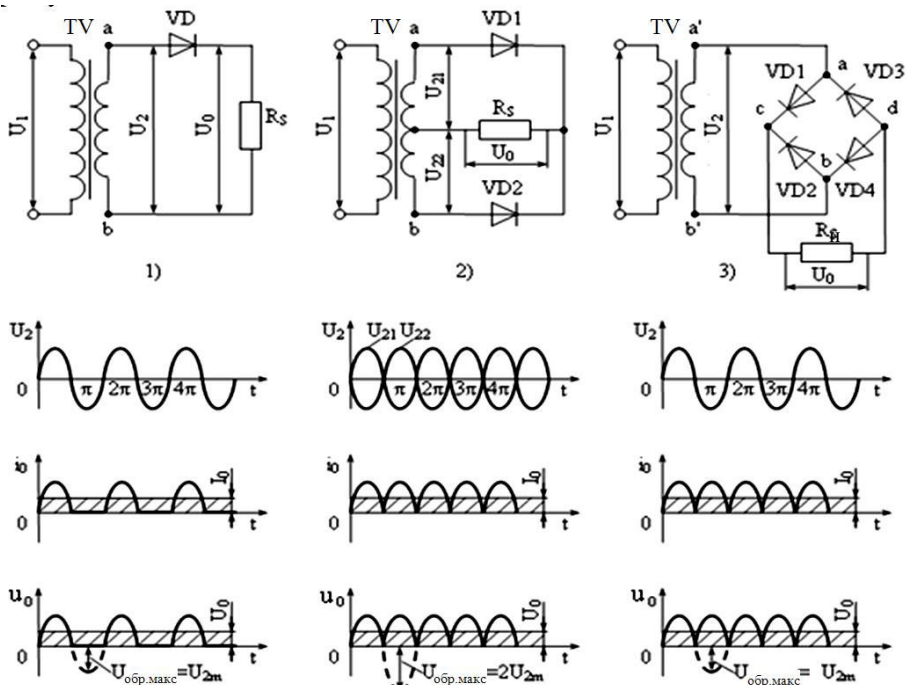 TV a VD
U1 U2 U0 RS
b
1)
TV a VD1
U1 U21 RS
U22 U0
VD2
b
2)
TV a'
a
VD1 VD3
c d
U1 U2
b
VD2 VD4
b'
RS н
U0
3)
U2
0 π 2π 3π 4π t
U2 U21 U22
0 π 2π 3π 4π t
U2
0 π 2π 3π 4π t
i0 I0
0 t
i0 I0
0 t
i0 I0
0 t
u0 U0
0 t
Uобр.макс=U2m
u0 U0
0 t
Uобр.макс=2U2m
u0 U0
0 t
Uобр.макс= U2m